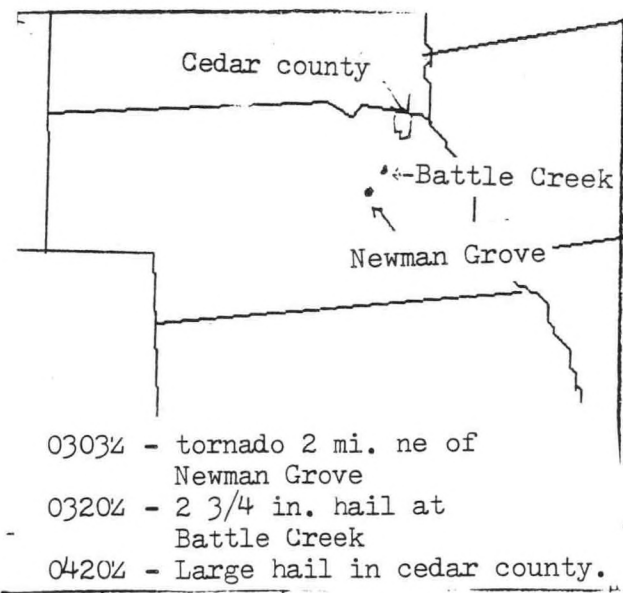 Cedar county
Battle Creek
Newman Grove
0303Z - tornado 2 mi. ne of
Newman Grove
0320Z - 2 3/4 in. hail at
Battle Creek
0420Z - Large hail in cedar county.